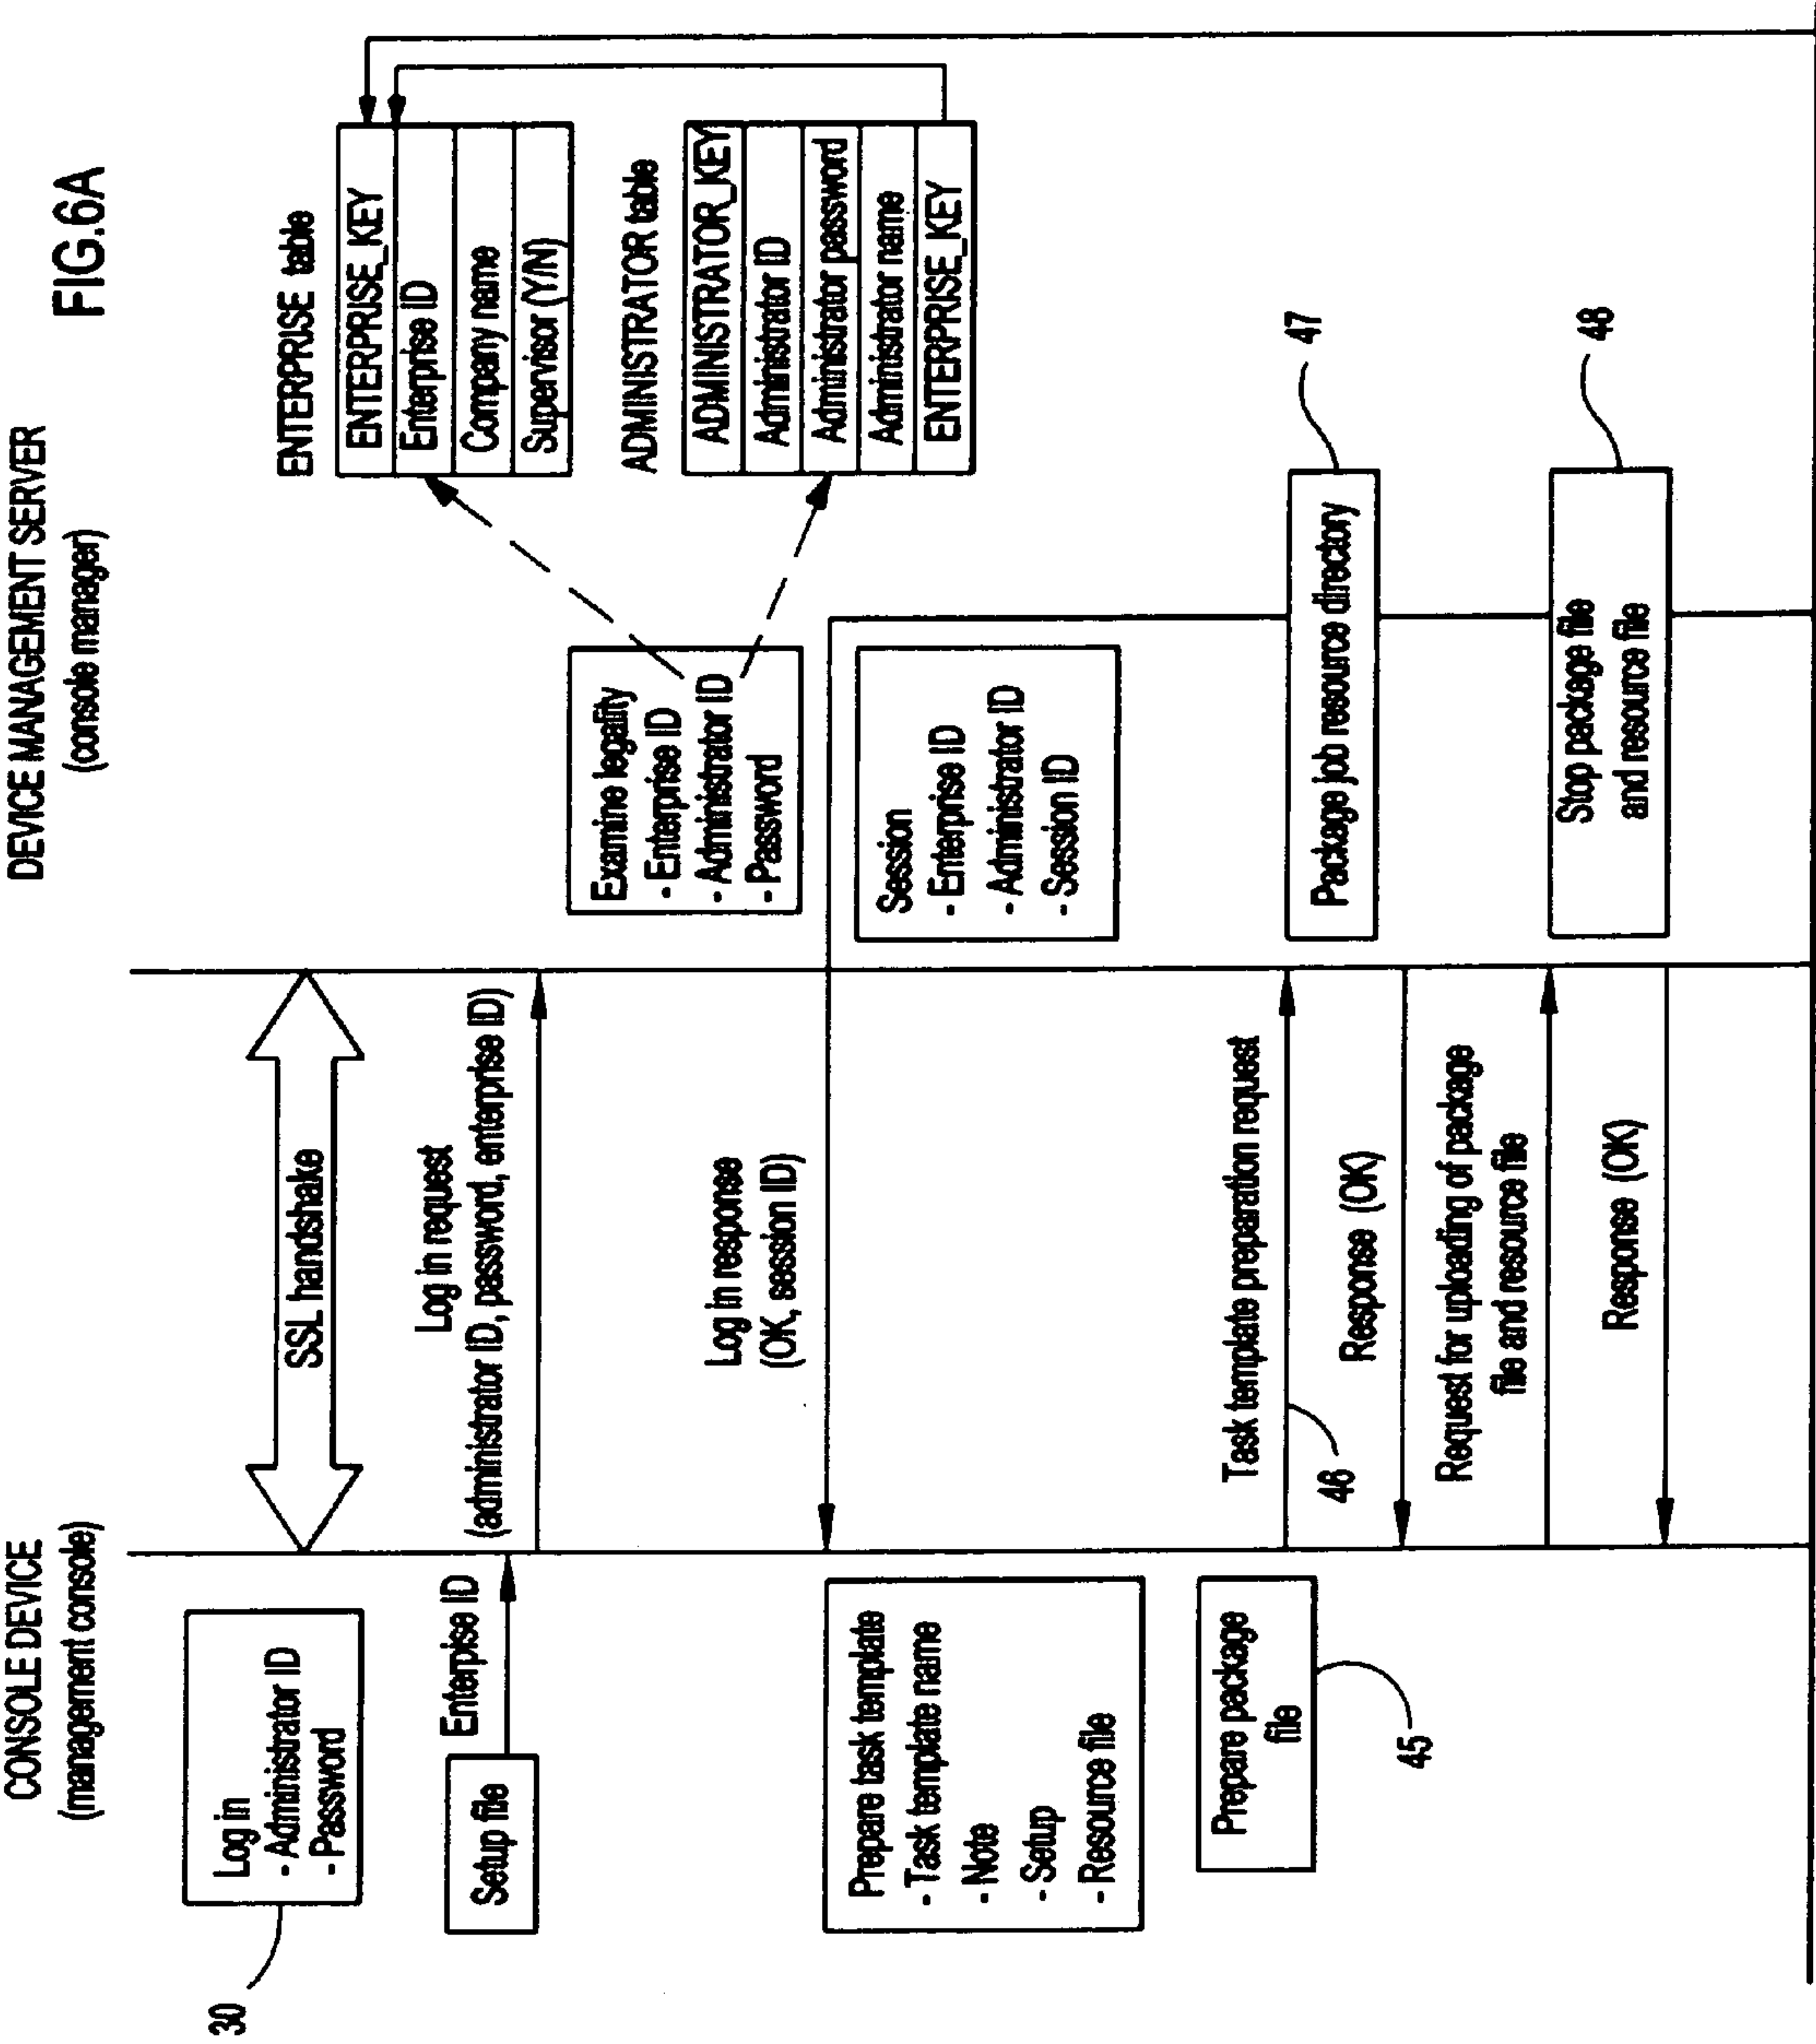 FIG.6A
CONSOLE DEVICE
(management console)
DEVICE MANAGEMENT SERVER
(console manager)
30
Log in
- Administrator ID
- Password
SSL handshake
Setup file
Enterpise ID
Log in request
(administrator ID, password, enterprise ID)
Examine legality
- Enterprise ID
- Administrator ID
- Password
ENTERPRISE table
ENTERPRISE_KEY
Enterprise ID
Company name
Supervisor (Y/N)
ADMINISTRATOR table
ADMINISTRATOR_KEY
Administrator ID
Administrator password
Administrator name
ENTERPRISE_KEY
Log in response
(OK, session ID)
Session
- Enterprise ID
- Administrator ID
- Session ID
Prepare task template
- Task template name
- Note
- Setup
- Resource file
Prepare package
file
45
Task template preparation request
46
Package job resource directory
47
Response (OK)
Request for uploading of package
file and resource file
Stop package file
and resource file
48
Response (OK)